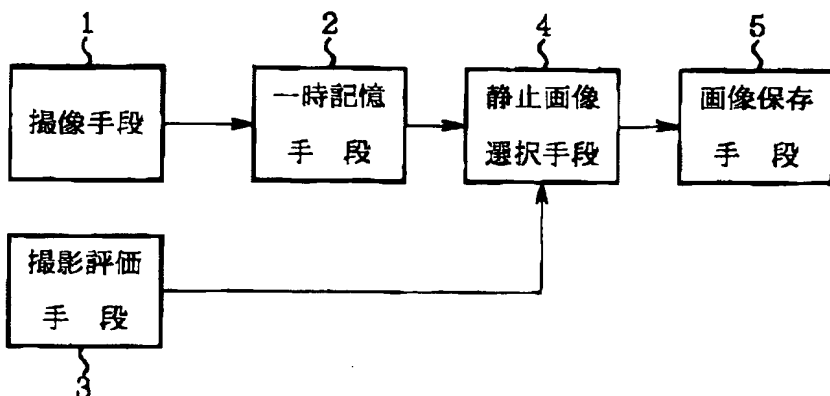 1
撮像手段
2
一時記憶
手 段
4
静止画像
選択手段
5
画像保存
手 段
撮影評価
手 段
3